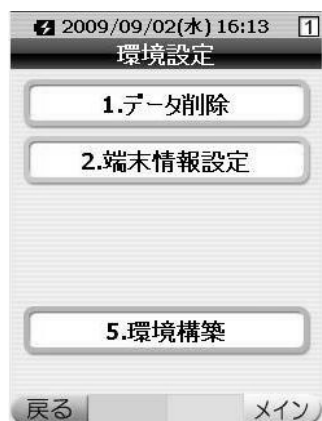 2009/09/02(水) 16:13 1
環境設定
1.データ削除
2.端末情報設定
5.環境構築
戻る メイン